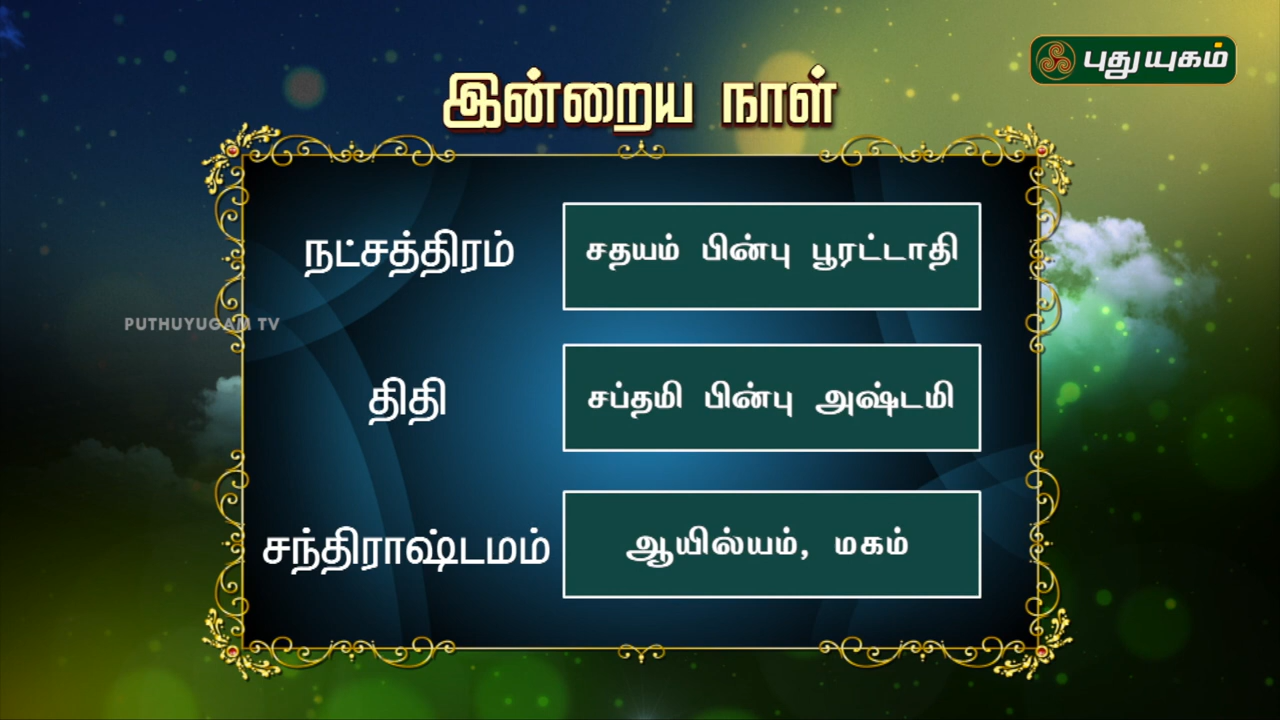 புதுயுகம்
இன்றைய நாள்
நட்சத்திரம் சதயம் பின்பு பூரட்டாதி
PUTHUYUGAM TV
திதி சப்தமி பின்பு அஷ்டமி
சந்திராஷ்டமம் ஆயில்யம், மகம்